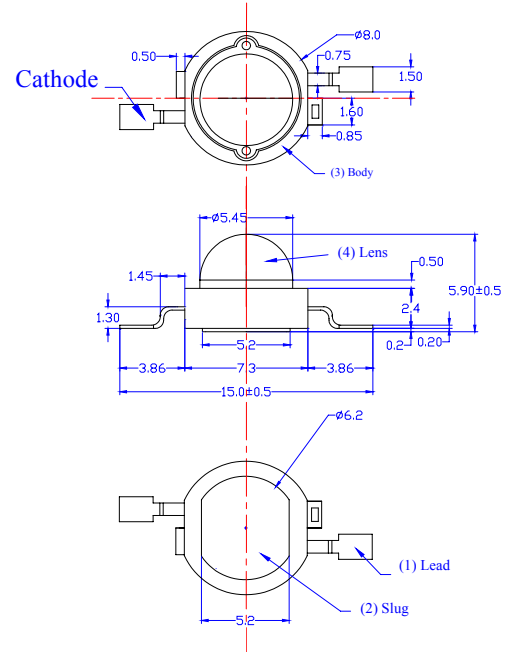 ø8.0
0.50
0.75
1.50
Cathode
1.60
0.85
(3) Body
ø5.45
(4) Lens
0.50
1.45
5.90±0.5
2.4
1.30
0.2
0.20
5.2
3.86
7.3
3.86
15.0±0.5
ø6.2
(1) Lead
(2) Slug
5.2